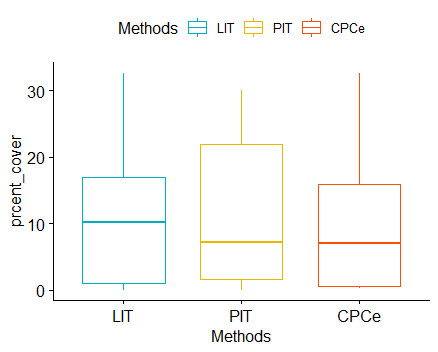 Methods LIT PIT CPCe
30
20
10
0
prcent_cover
LIT PIT CPCe
Methods